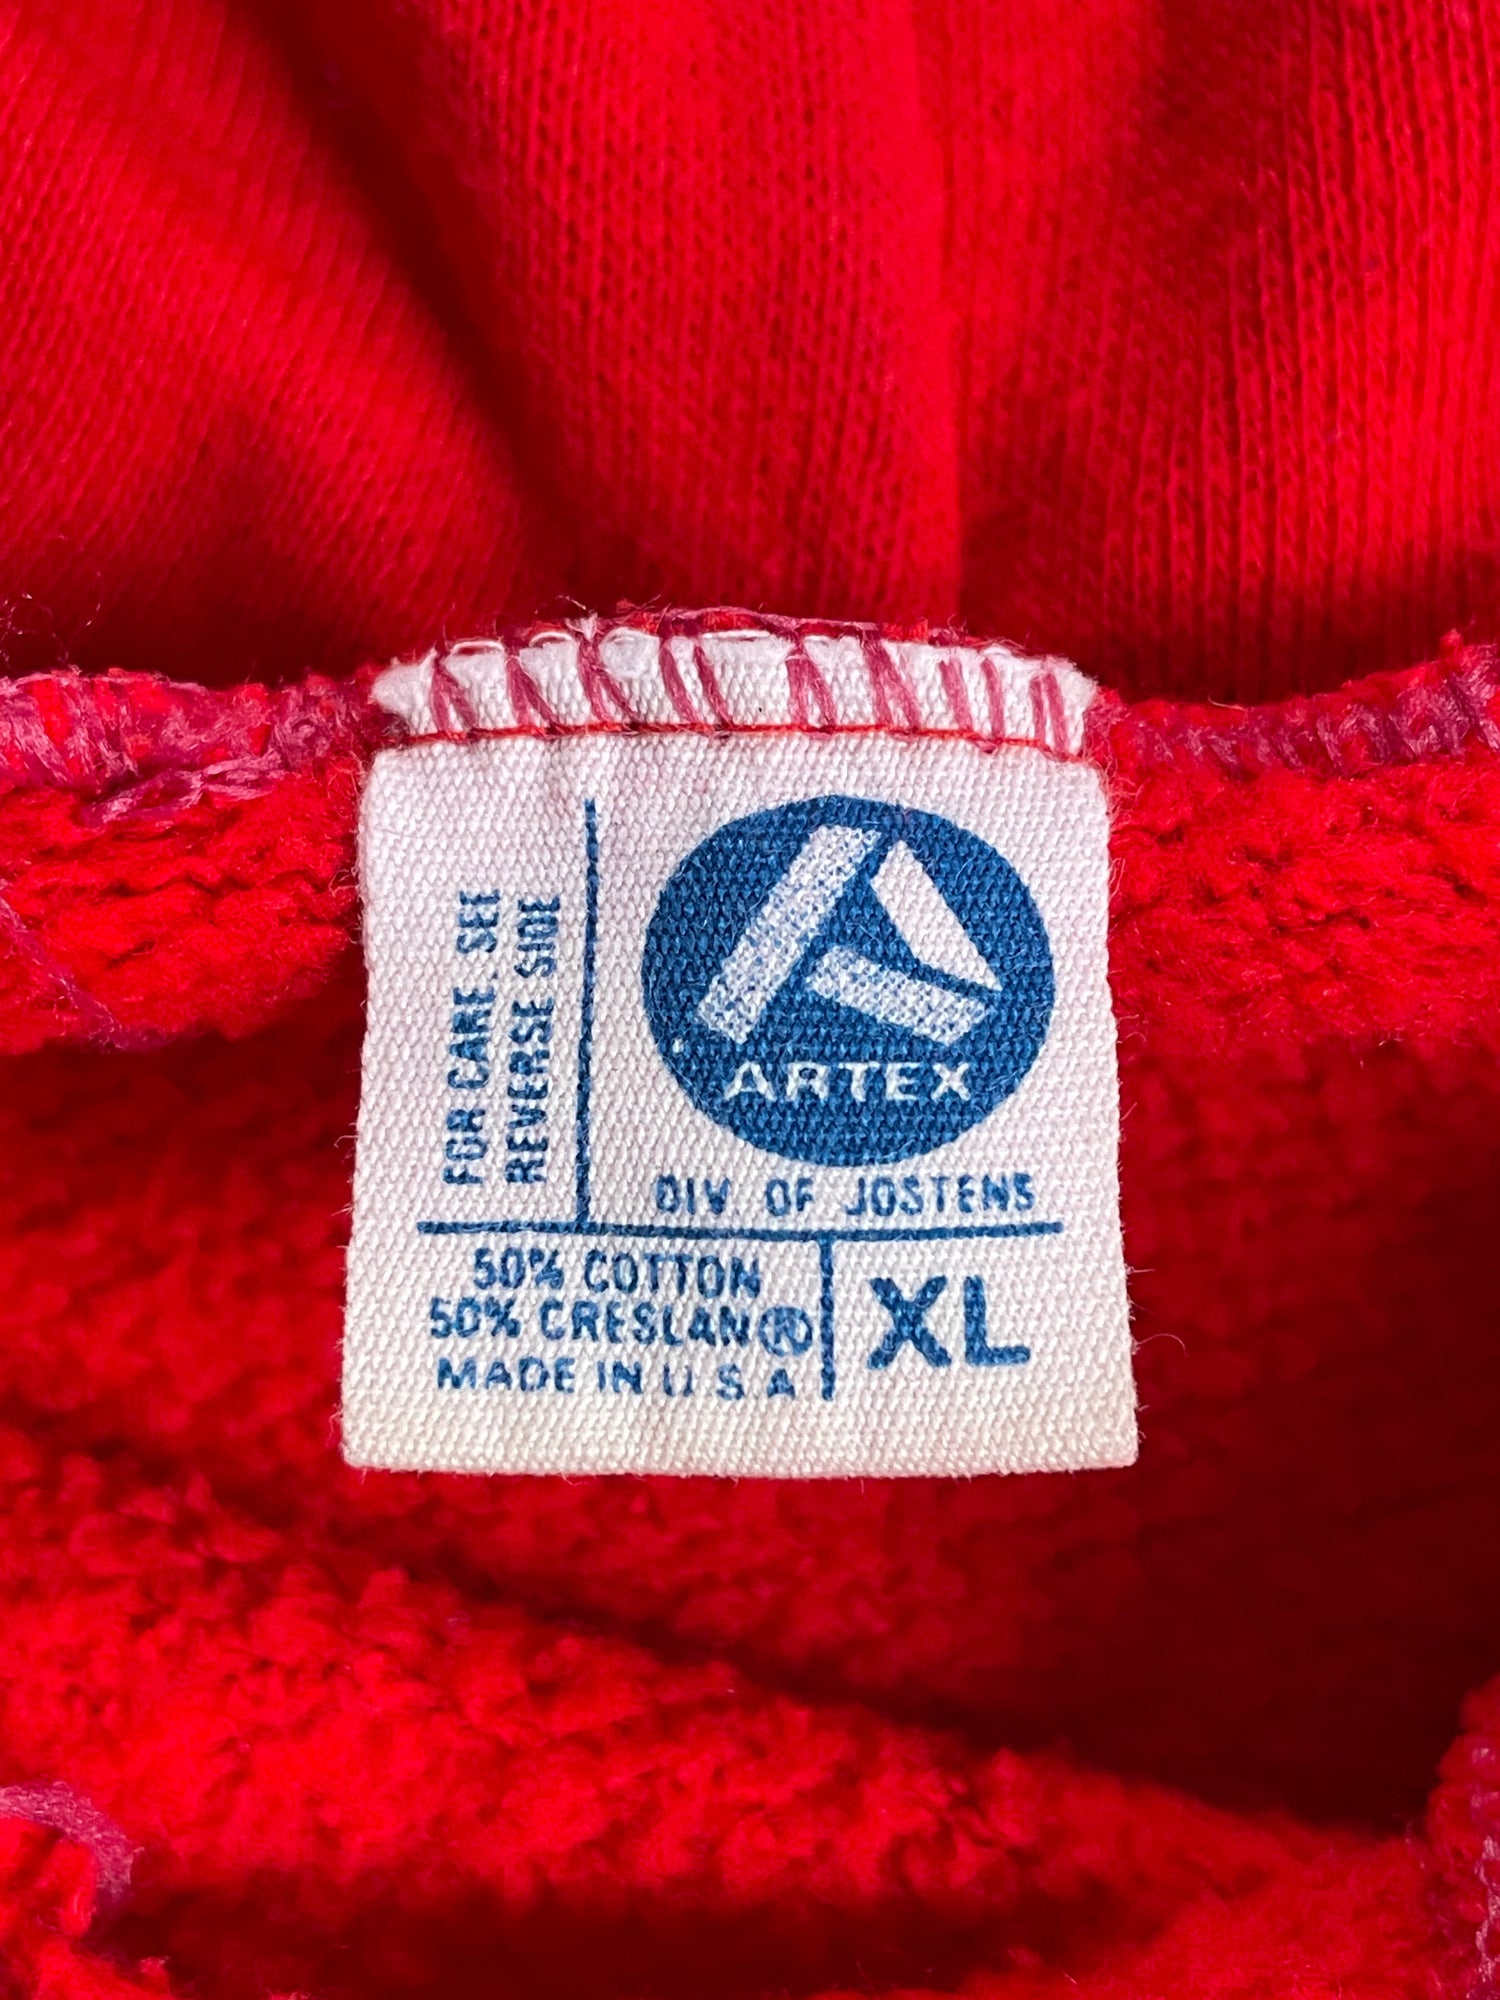 FOR CARE, SEE
REVERSE SIDE
ARTEX
DIV. OF JOSTENS
50% COTTON
50% CRESLAN®
MADE IN U.S.A.
XL